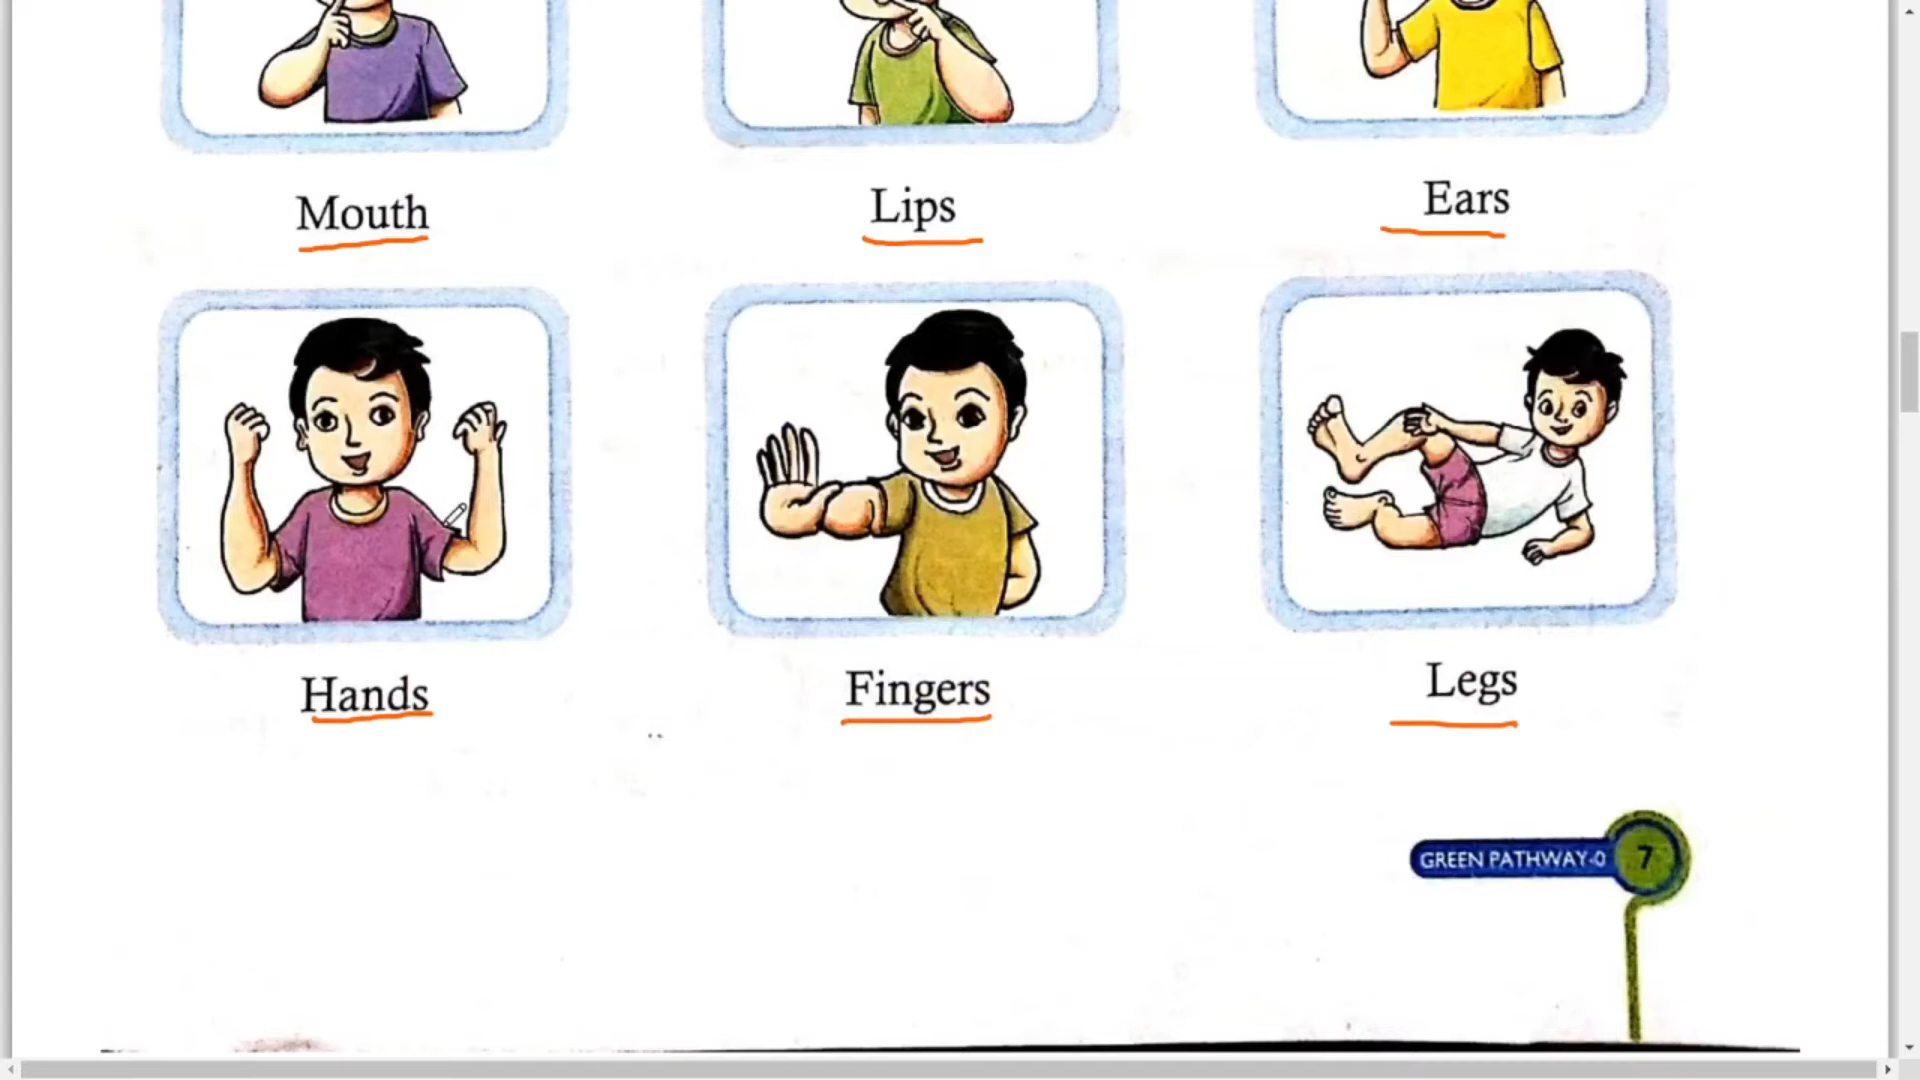 Mouth
Lips
Ears
Hands
Fingers
Legs
GREEN PATHWAY-0 7